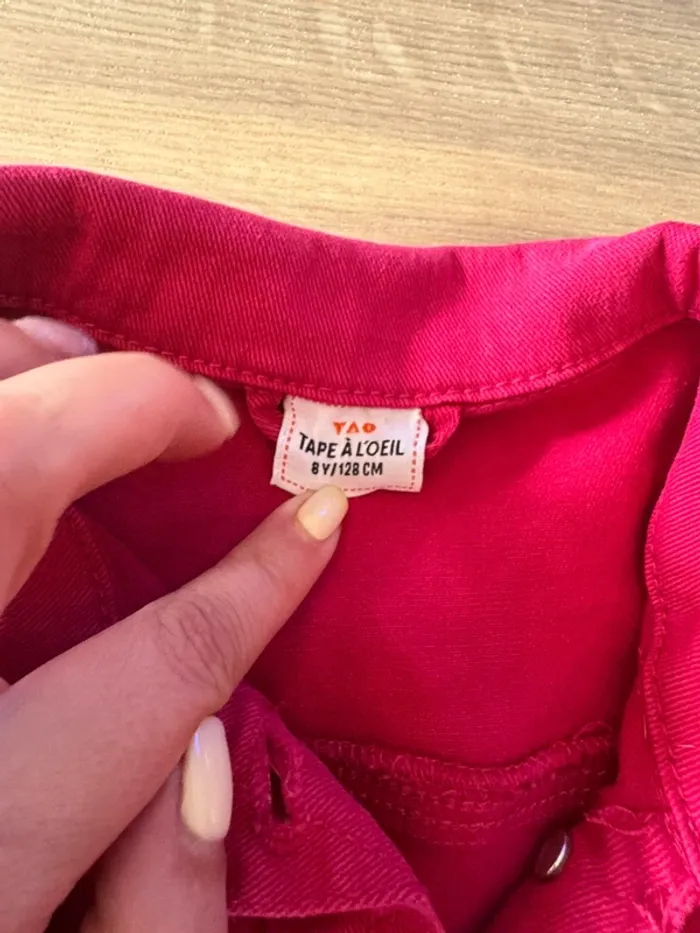 TAO
TAPE À L'OEIL
8Y/128 CM